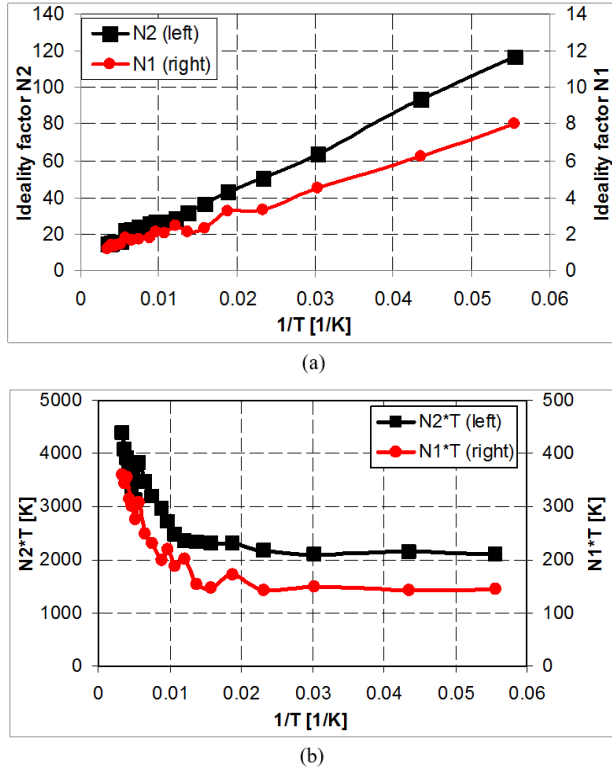 140
120
100
80
60
40
20
0
Ideality factor N2
N2 (left)
N1 (right)
14
12
10
8
6
4
2
0
Ideality factor N1
0 0.01 0.02 0.03 0.04 0.05 0.06
1/T [1/K]
(a)
5000
4000
3000
2000
1000
0
N2*T [K]
N2*T (left)
N1*T (right)
500
400
300
200
100
0
N1*T [K]
0 0.01 0.02 0.03 0.04 0.05 0.06
1/T [1/K]
(b)